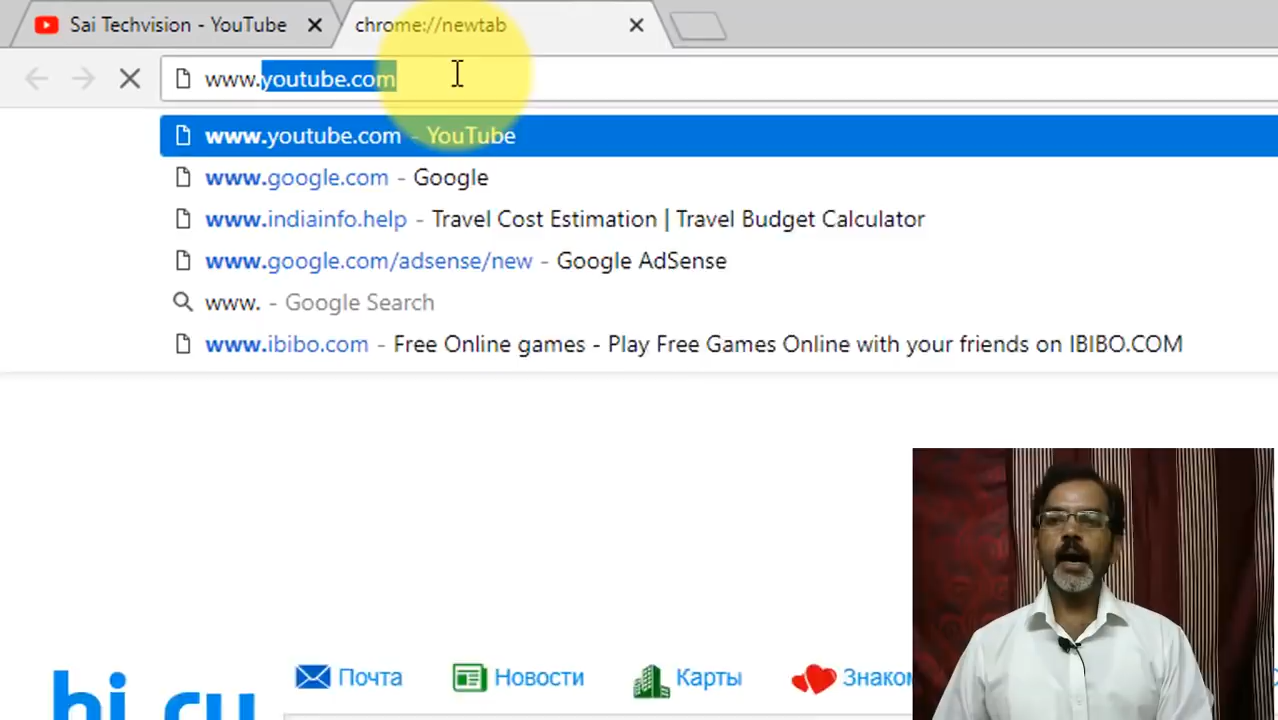 Sai Techvision - YouTube
chrome://newtab
www.youtube.com
www.youtube.com - YouTube
www.google.com - Google
www.indiainfo.help - Travel Cost Estimation | Travel Budget Calculator
www.google.com/adsense/new - Google AdSense
www. - Google Search
www.ibibo.com - Free Online games - Play Free Games Online with your friends on IBIBO.COM
hi.ru
Почта
Новости
Карты